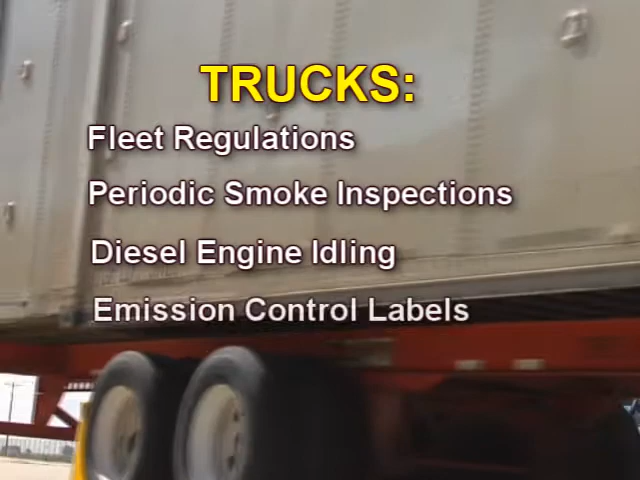 TRUCKS:
Fleet Regulations
Periodic Smoke Inspections
Diesel Engine Idling
Emission Control Labels